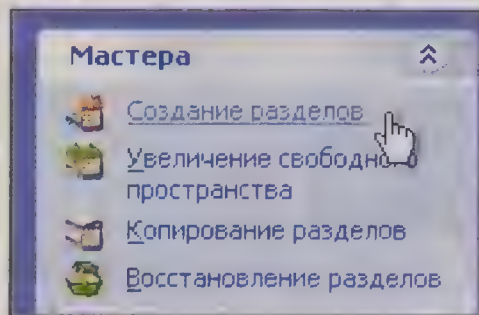 Мастера
Создание разделов
Увеличение свободного
пространства
Копирование разделов
Восстановление разделов